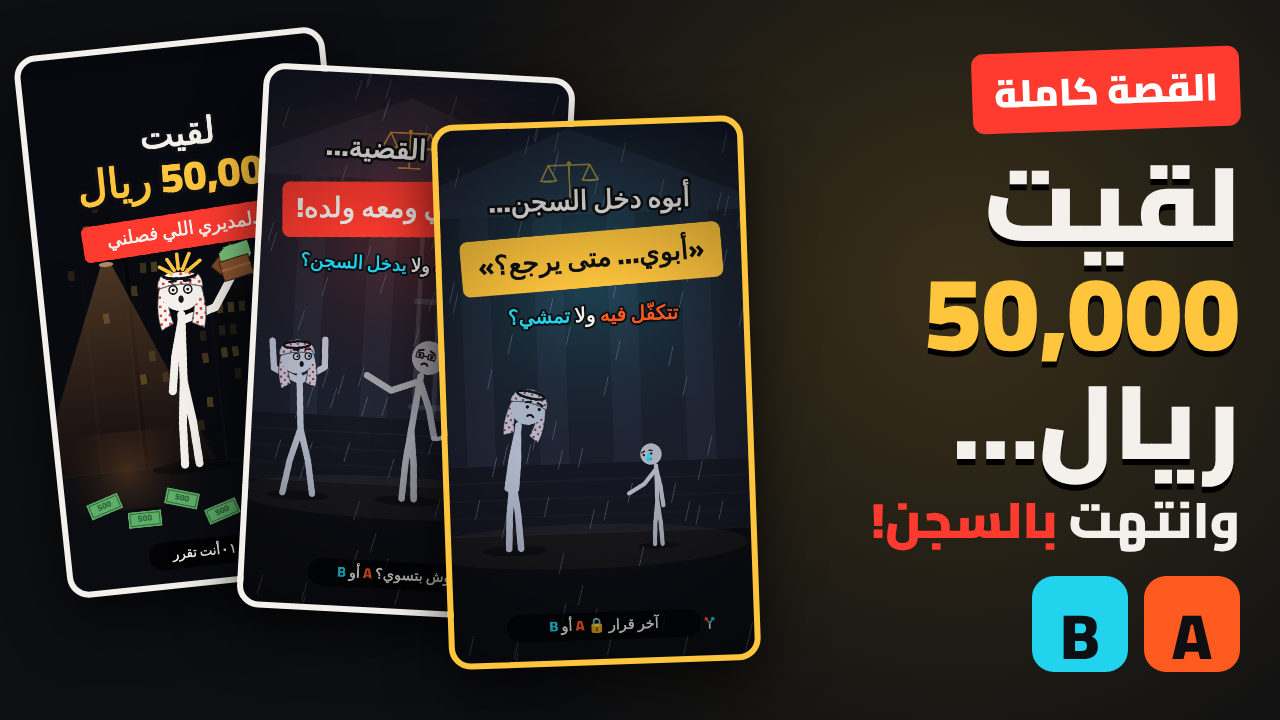 القصة كاملة
لقيت
50,000
ريال...
وانتهت بالسجن!
A B
أبوه دخل السجن...
«أبوي... متى يرجع؟»
تتكفّل فيه ولا تمشي؟
آخر قرار 🔒 A أو B
القضية...
ومعه ولده!
ولا يدخل السجن؟
بتسوي؟ A أو B
لقيت
50,00 ريال
لمديري اللي فصلني
500
500
500
500
أنت تقرر